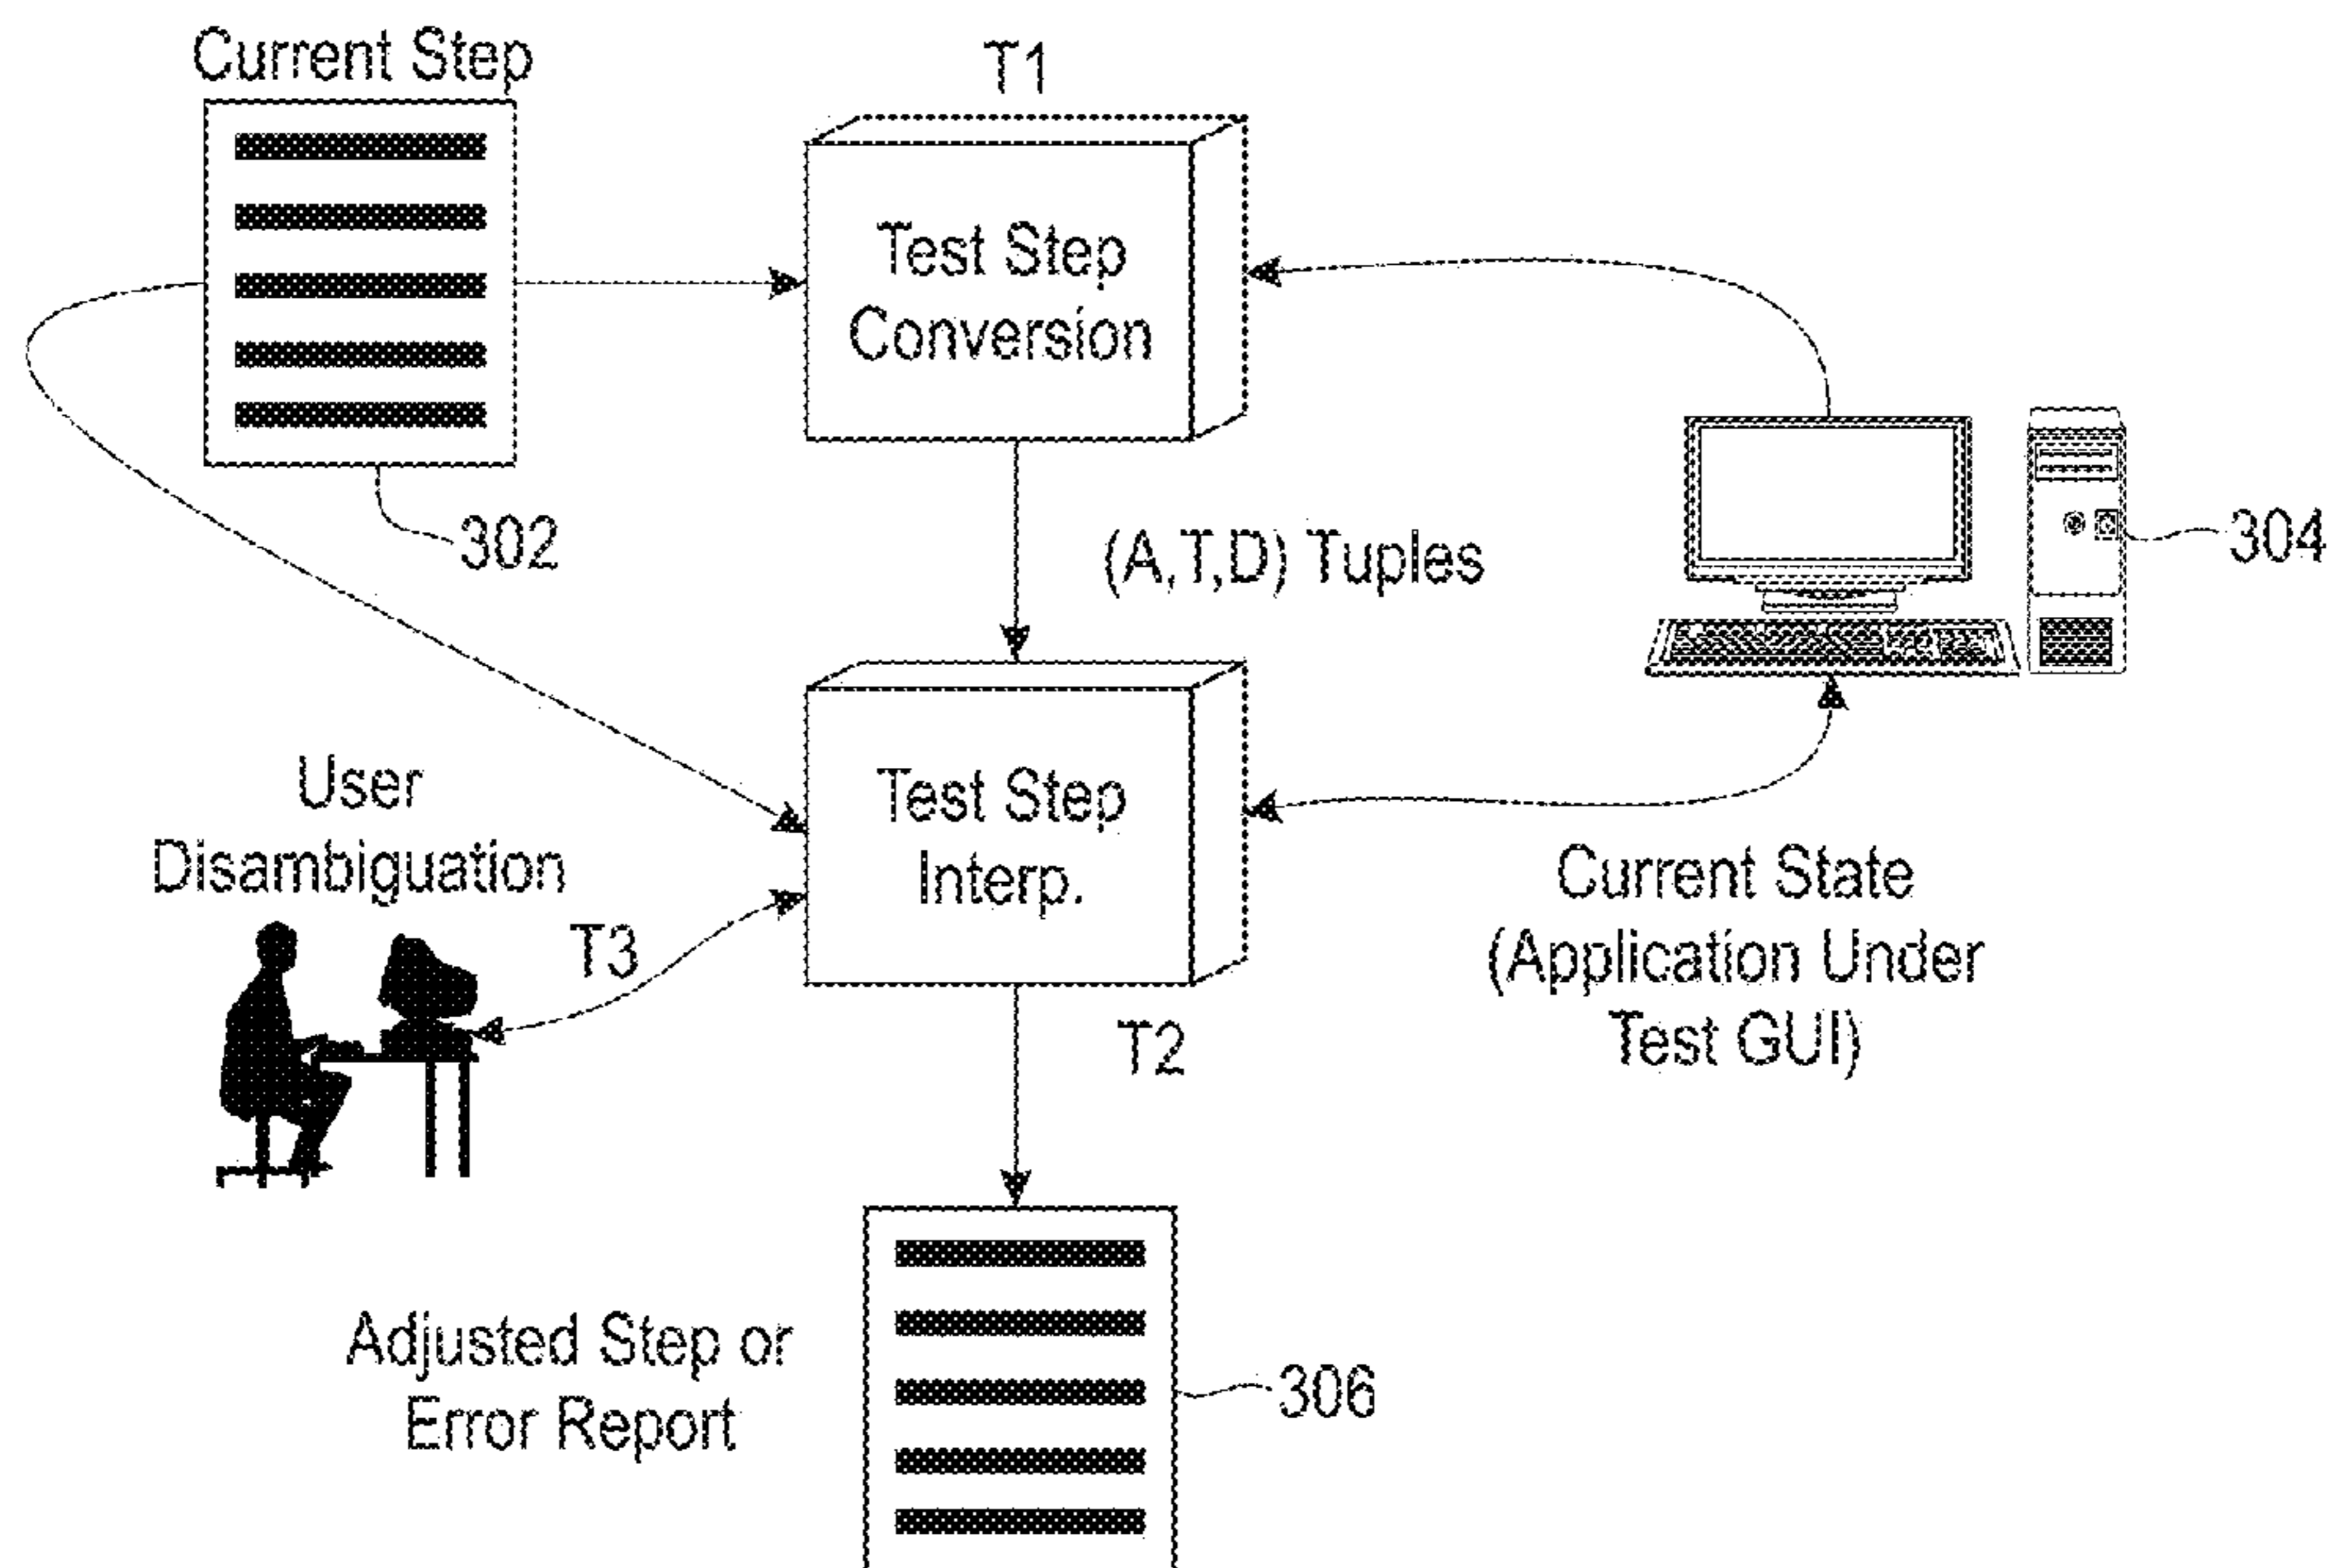 Current Step
T1
Test Step
Conversion
302
(A,T,D) Tuples
304
User
Disambiguation
T3
Test Step
Interp.
Current State
(Application Under
Test GUI)
T2
Adjusted Step or
Error Report
306